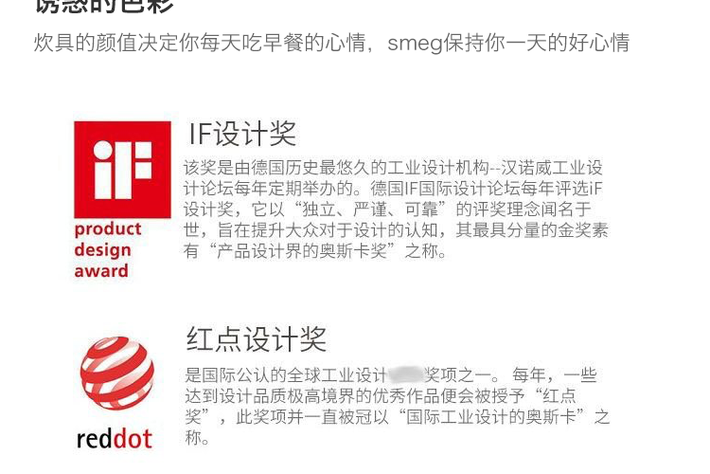 诱惑的色彩
炊具的颜值决定你每天吃早餐的心情，smeg保持你一天的好心情
iF
product
design
award
IF设计奖
该奖是由德国历史最悠久的工业设计机构--汉诺威工业设
计论坛每年定期举办的。德国IF国际设计论坛每年评选iF
设计奖，它以“独立、严谨、可靠”的评奖理念闻名于
世，旨在提升大众对于设计的认知，其最具分量的金奖素
有“产品设计界的奥斯卡奖”之称。
reddot
红点设计奖
是国际公认的全球工业设计奖项之一。 每年，一些
达到设计品质极高境界的优秀作品便会被授予“红点
奖”，此奖项并一直被冠以“国际工业设计的奥斯卡”之
称。